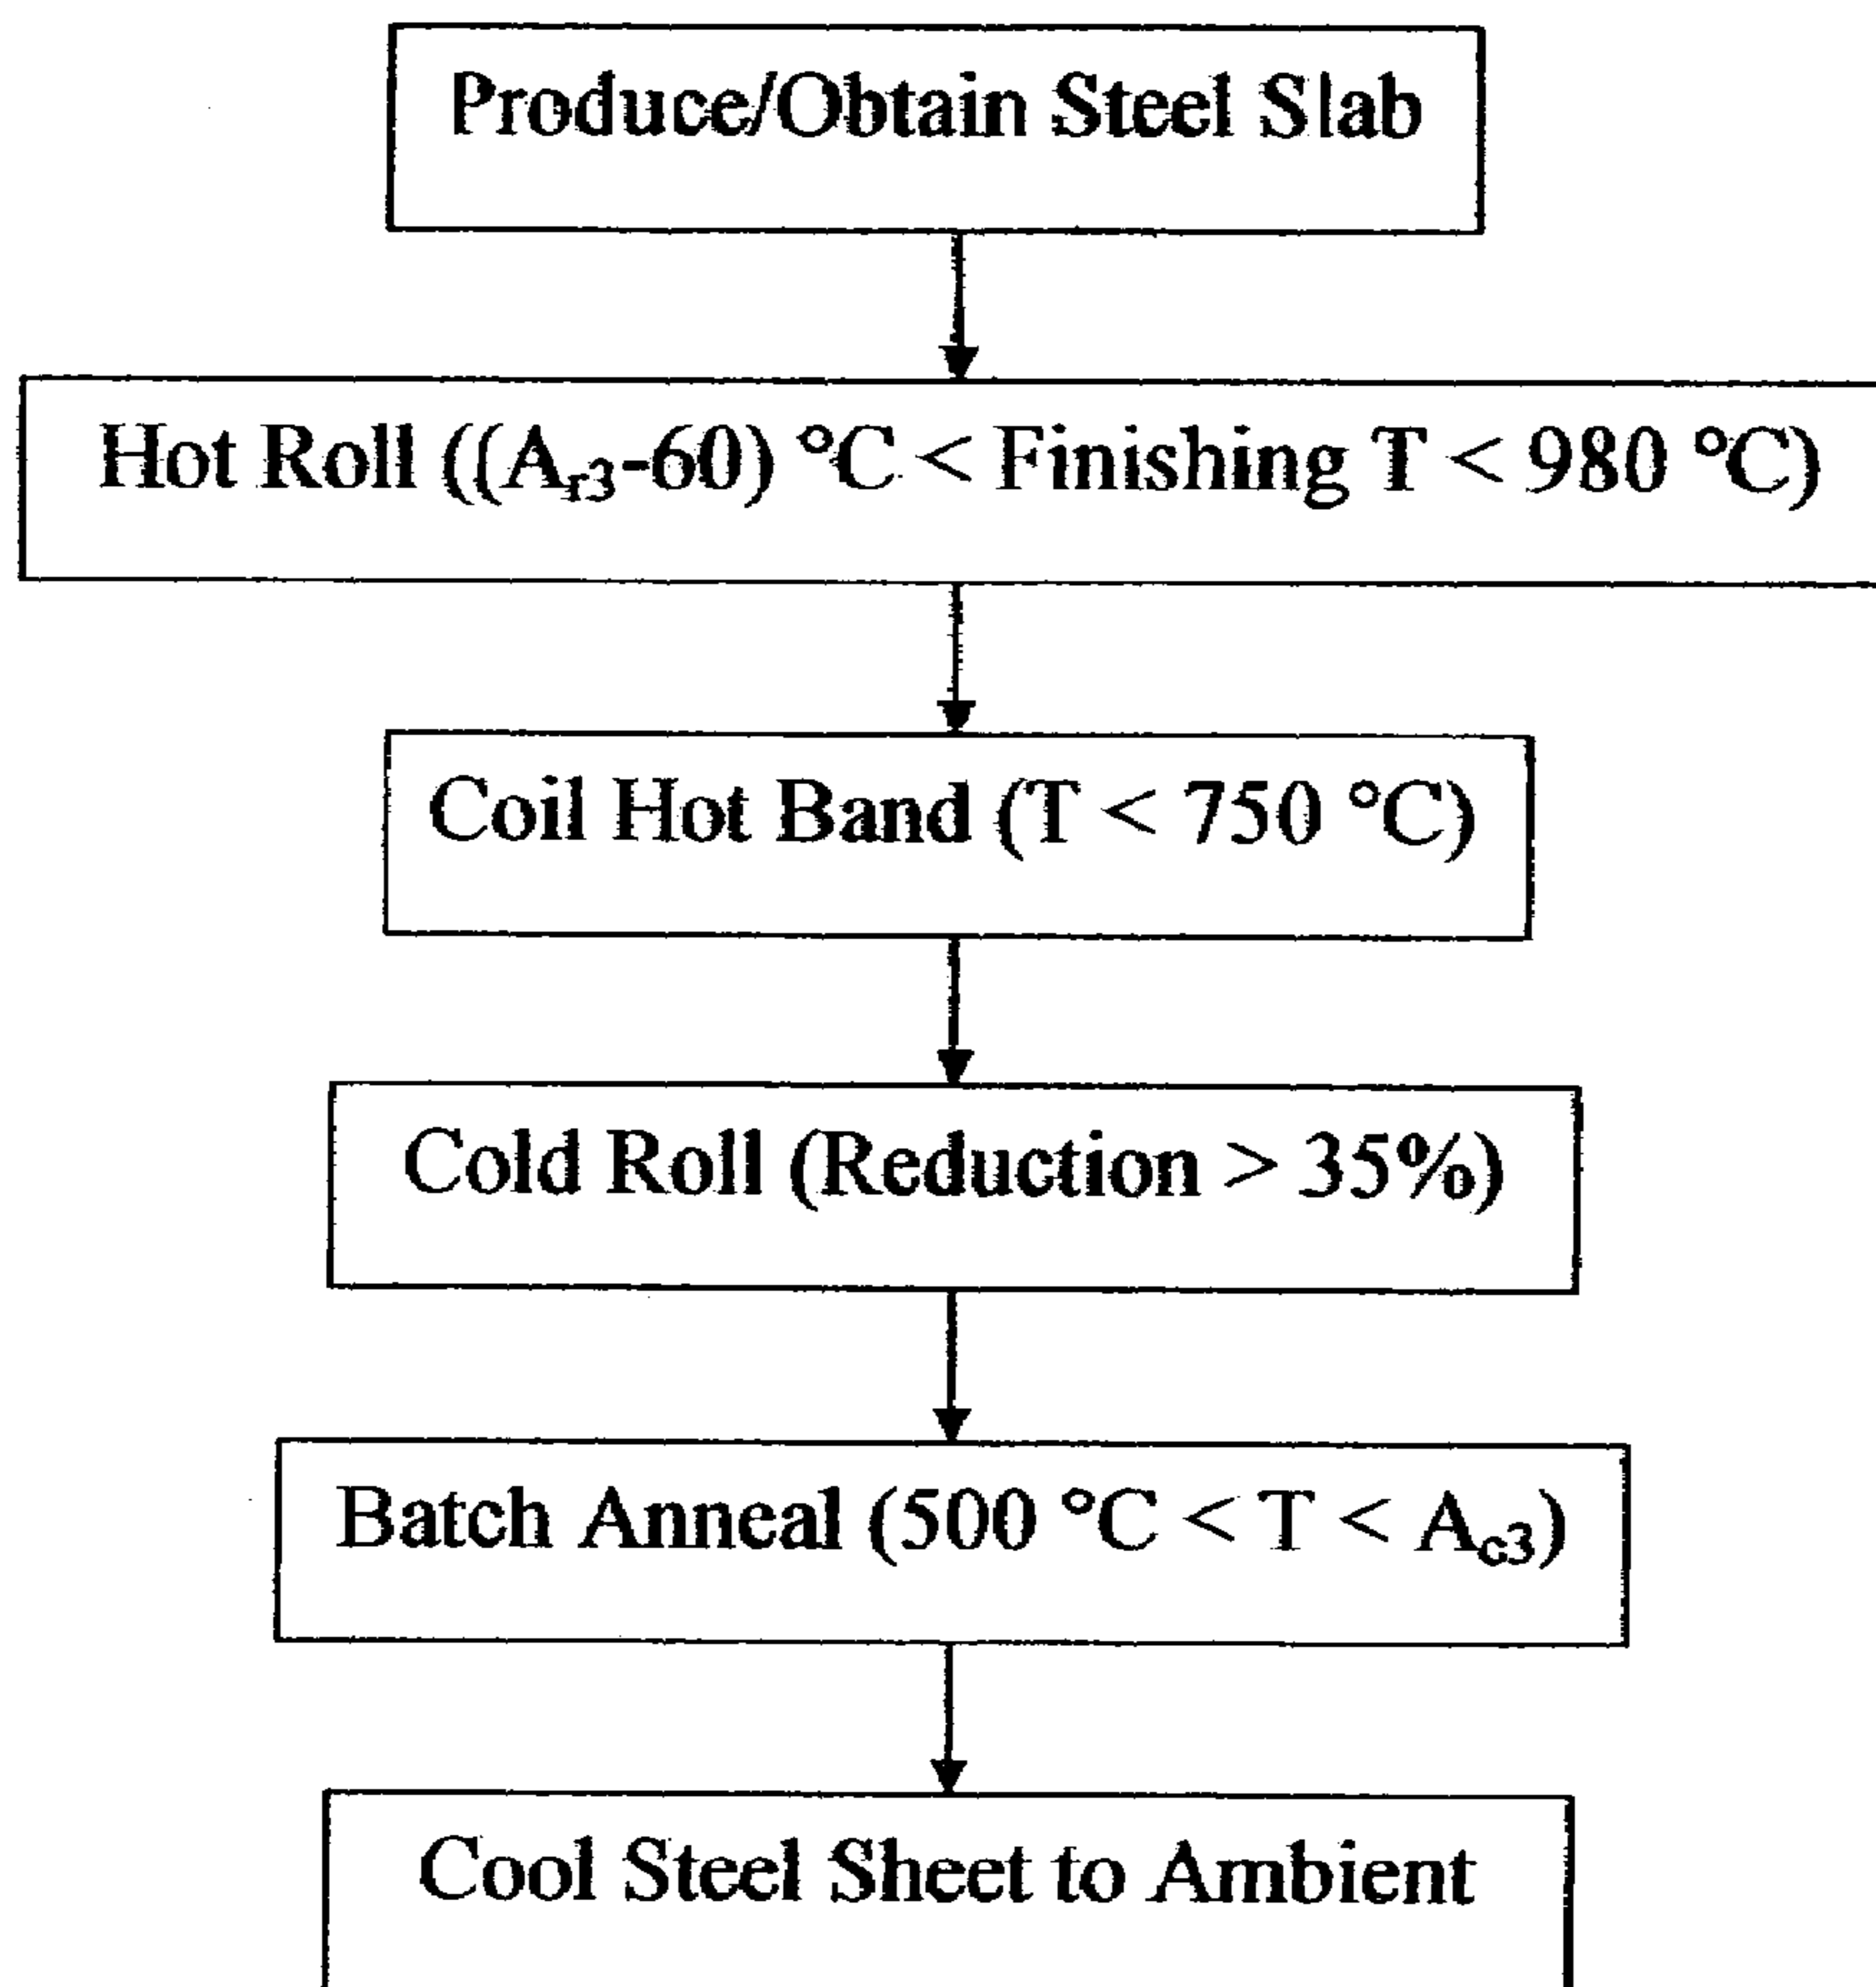 Produce/Obtain Steel Slab
Hot Roll ((Ar3-60) °C < Finishing T < 980 °C)
Coil Hot Band (T < 750 °C)
Cold Roll (Reduction > 35%)
Batch Anneal (500 °C < T < Ac3)
Cool Steel Sheet to Ambient